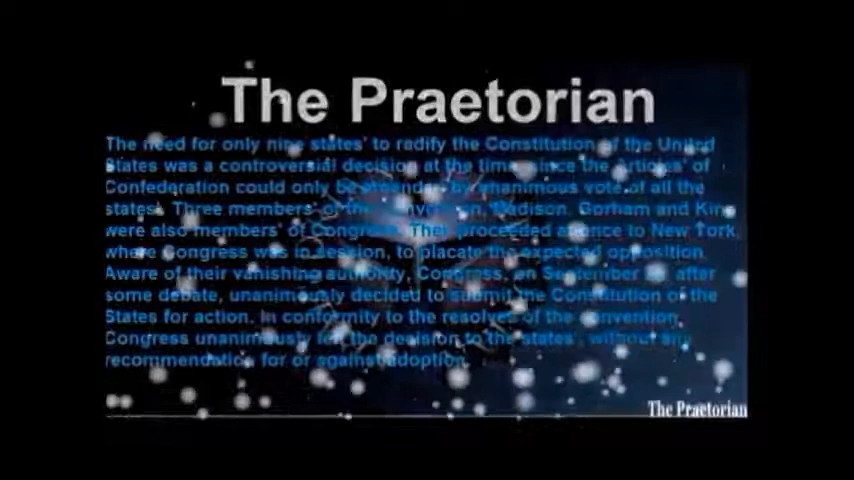 The Praetorian
The need for only nine states' to radify the Constitution of the United
States was a controversial decision at the time, since the Articles' of
Confederation could only be amended by unanimous vote of all the
states. Three members' of the Convention, Madison, Gorham and King
were also members' of Congress. They proceeded at once to New York,
where Congress was in session, to placate the expected opposition.
Aware of their vanishing authority, Congress, on September after
some debate, unanimously decided to submit the Constitution to the
States for action. In conformity to the resolves of the Convention,
Congress unanimously the decision to the states', without any
recommendation for or against adoption.
The Praetorian